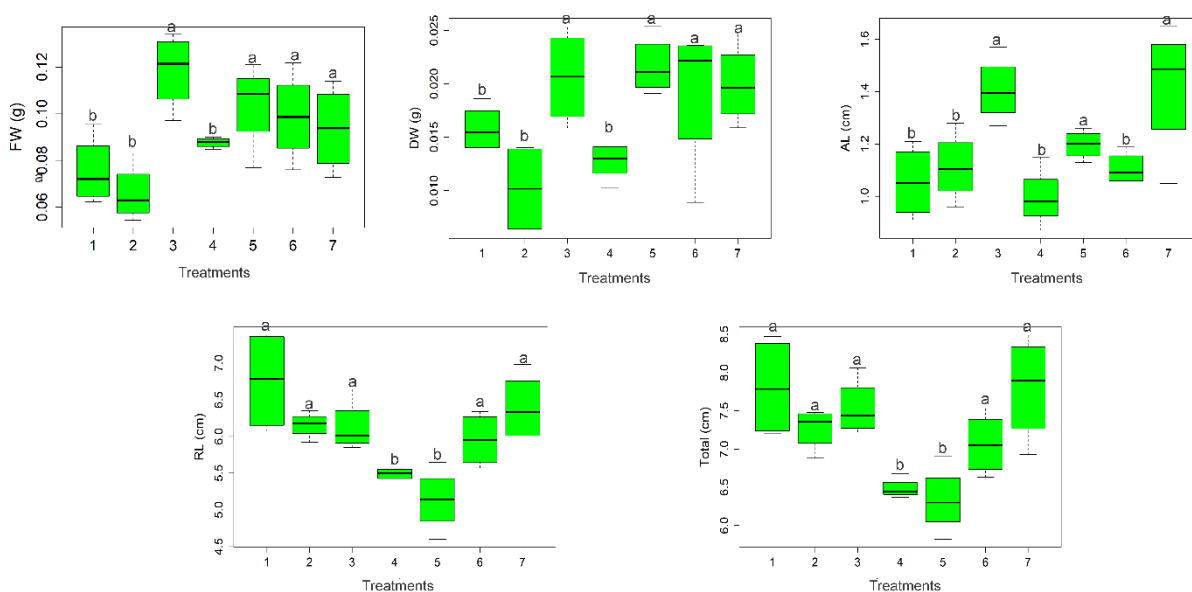 a
a
a
a
b
b
b
FW (g)
0.06
0.08
0.10
0.12
1 2 3 4 5 6 7
Treatments
a
a
a
a
b
b
b
DW (g)
0.010
0.015
0.020
0.025
1 2 3 4 5 6 7
Treatments
a
a
a
b
b
b
b
AL (cm)
1.0
1.2
1.4
1.6
1 2 3 4 5 6 7
Treatments
a
a
a
a
a
b
b
RL (cm)
4.5
5.0
5.5
6.0
6.5
7.0
1 2 3 4 5 6 7
Treatments
a
a
a
a
a
b
b
Total (cm)
6.0
6.5
7.0
7.5
8.0
8.5
1 2 3 4 5 6 7
Treatments